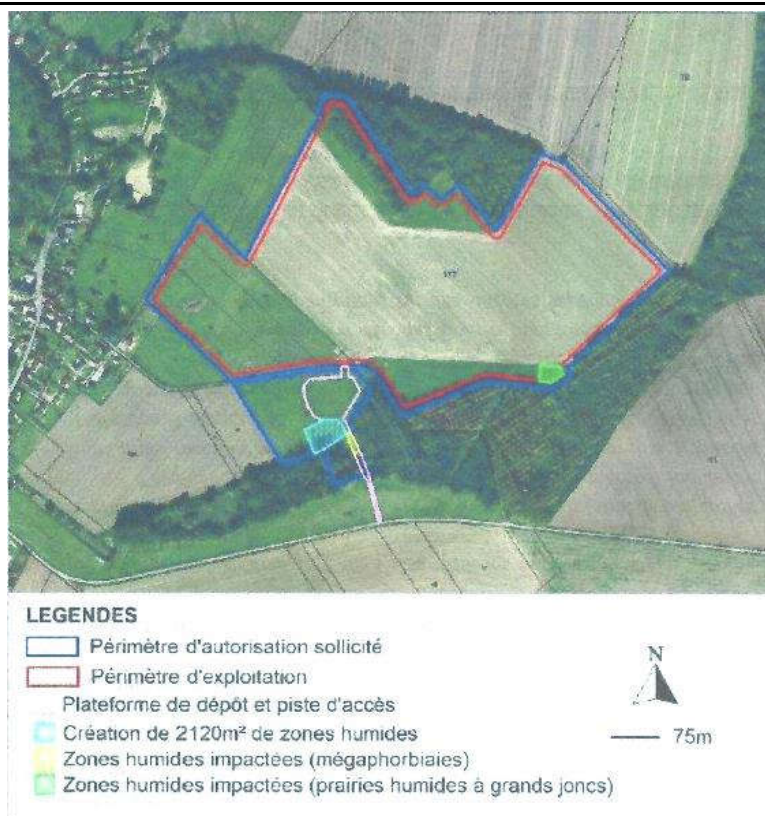 LEGENDES
Périmètre d'autorisation sollicité
Périmètre d'exploitation
Plateforme de dépôt et piste d'accès
Création de 2120m² de zones humides
Zones humides impactées (mégaphorbiaies)
Zones humides impactées (prairies humides à grands joncs)
N
75m